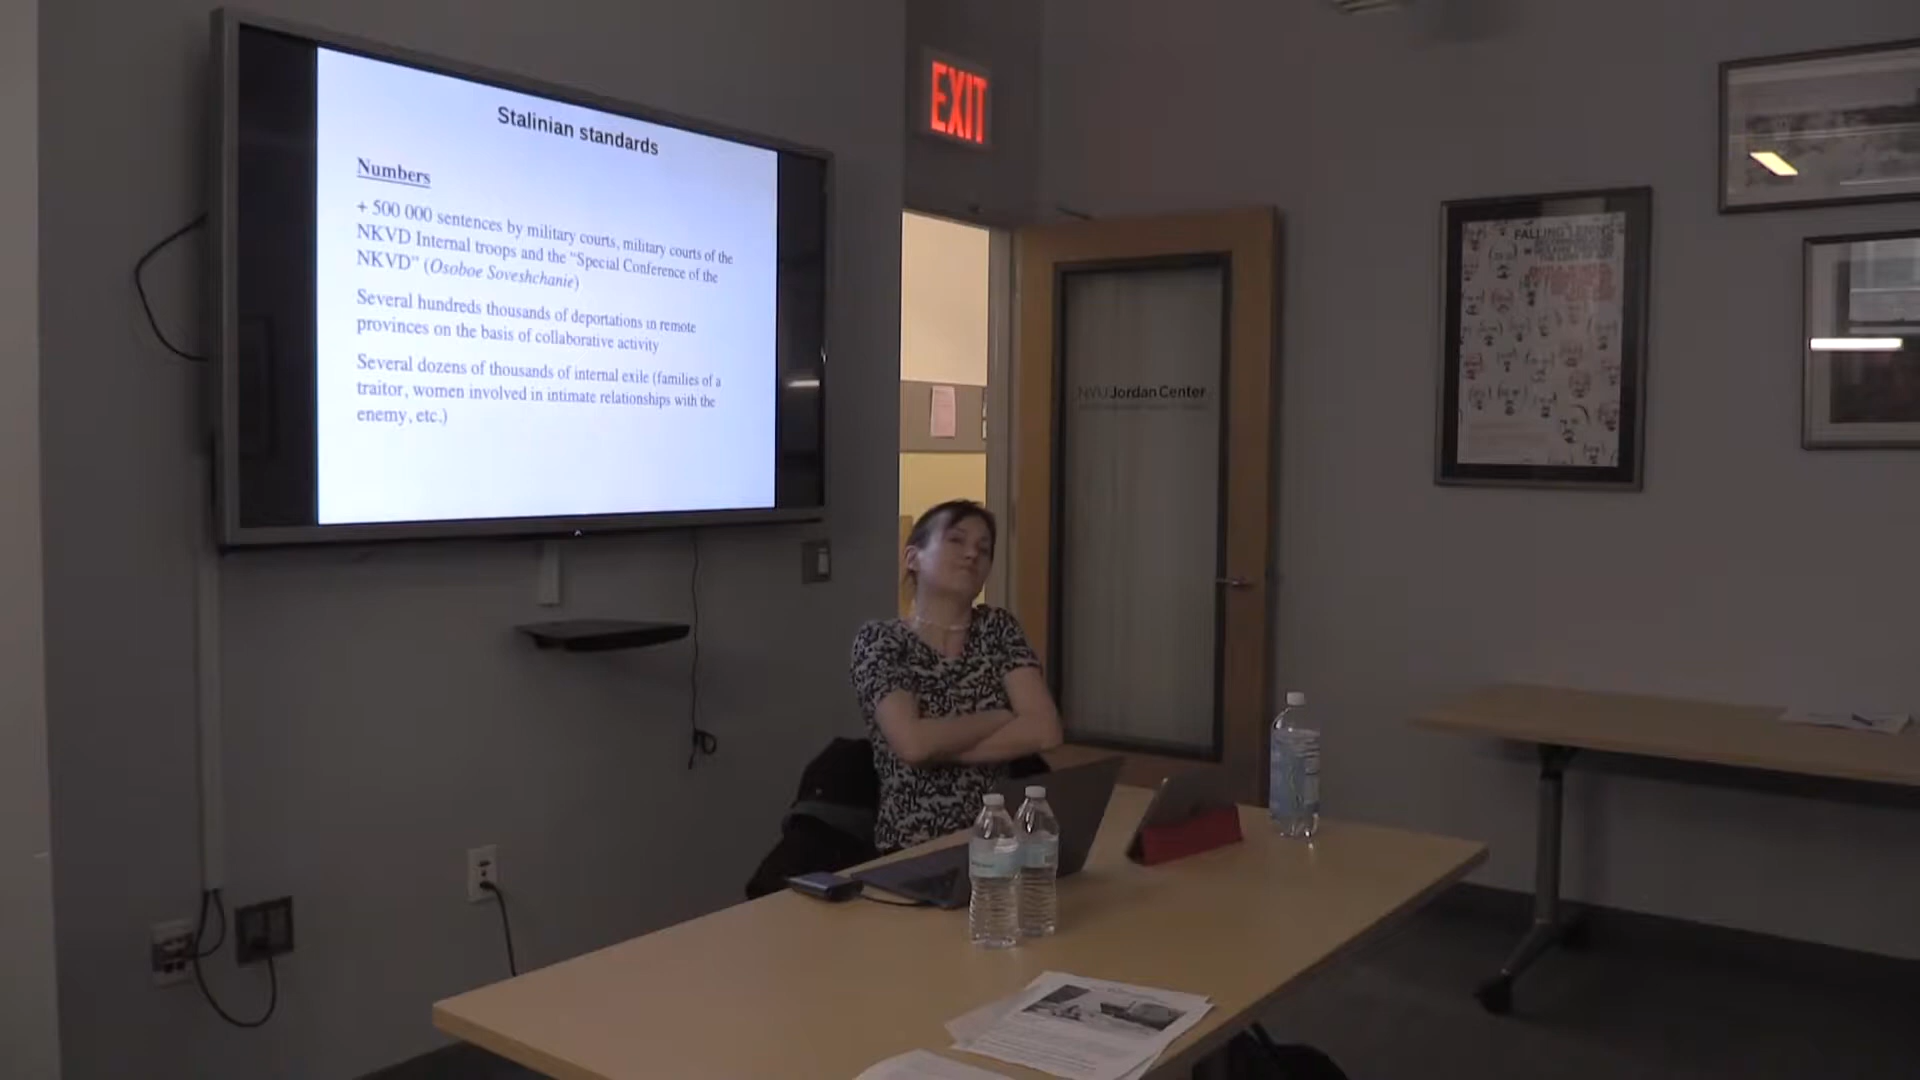 Stalinian standards
Numbers
+ 500 000 sentences by military courts, military courts of the
NKVD Internal troops and the "Special Conference of the
NKVD" (Osoboe Soveshchanie)
Several hundreds thousands of deportations in remote
provinces on the basis of collaborative activity
Several dozens of thousands of internal exile (families of a
traitor, women involved in intimate relationships with the
enemy, etc.)
EXIT
NYU Jordan Center
FALLING LENINS